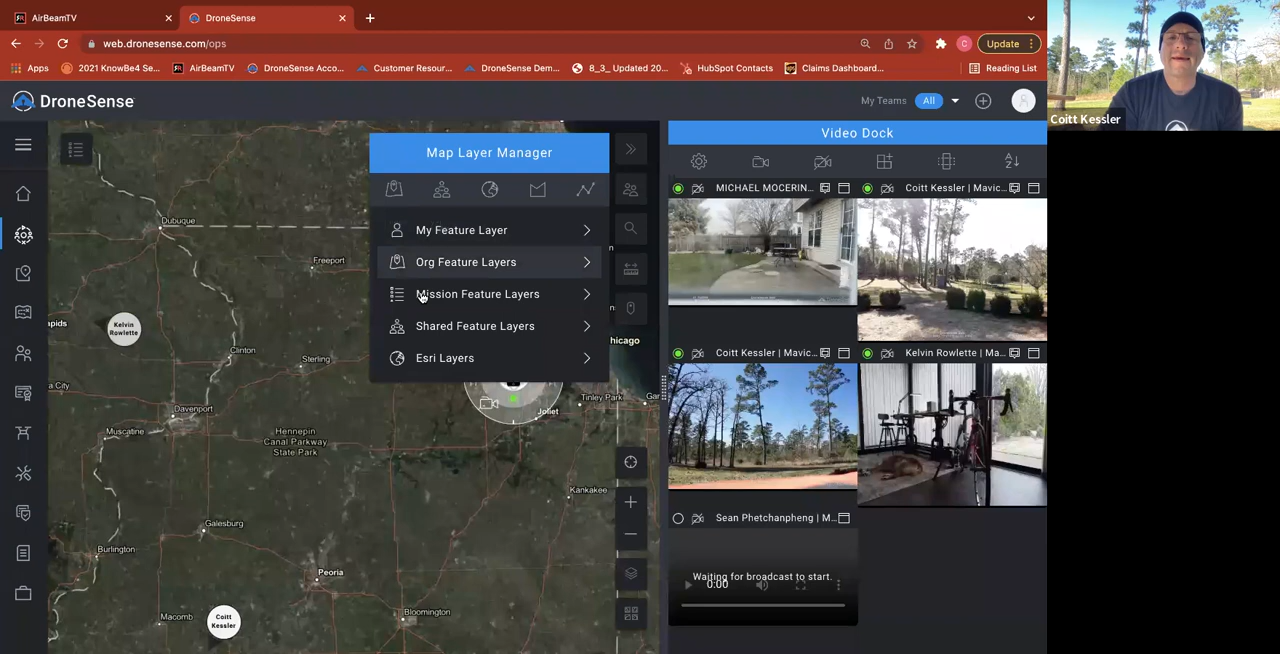 AirBeamTV
DroneSense
web.dronesense.com/ops
Update
Apps
2021 KnowBe4 Se...
AirBeamTV
DroneSense Acco...
Customer Resour...
DroneSense Dem...
8_3_ Updated 20...
HubSpot Contacts
Claims Dashboard...
Reading List
DroneSense
My Teams
All
Coitt Kessler
Map Layer Manager
My Feature Layer
Org Feature Layers
Mission Feature Layers
Shared Feature Layers
Esri Layers
Video Dock
MICHAEL MOCERIN...
Coitt Kessler | Mavic...
Coitt Kessler | Mavic...
Kelvin Rowlette | Ma...
Sean Phetchanpheng | M...
Waiting for broadcast to start.
0:00
Dubuque
Freeport
Kelvin
Rowlette
Clinton
Sterling
Davenport
Muscatine
Hennepin
Canal Parkway
State Park
Joliet
Tinley Park
Kankakee
Galesburg
Burlington
Peoria
Macomb
Bloomington
Coitt
Kessler